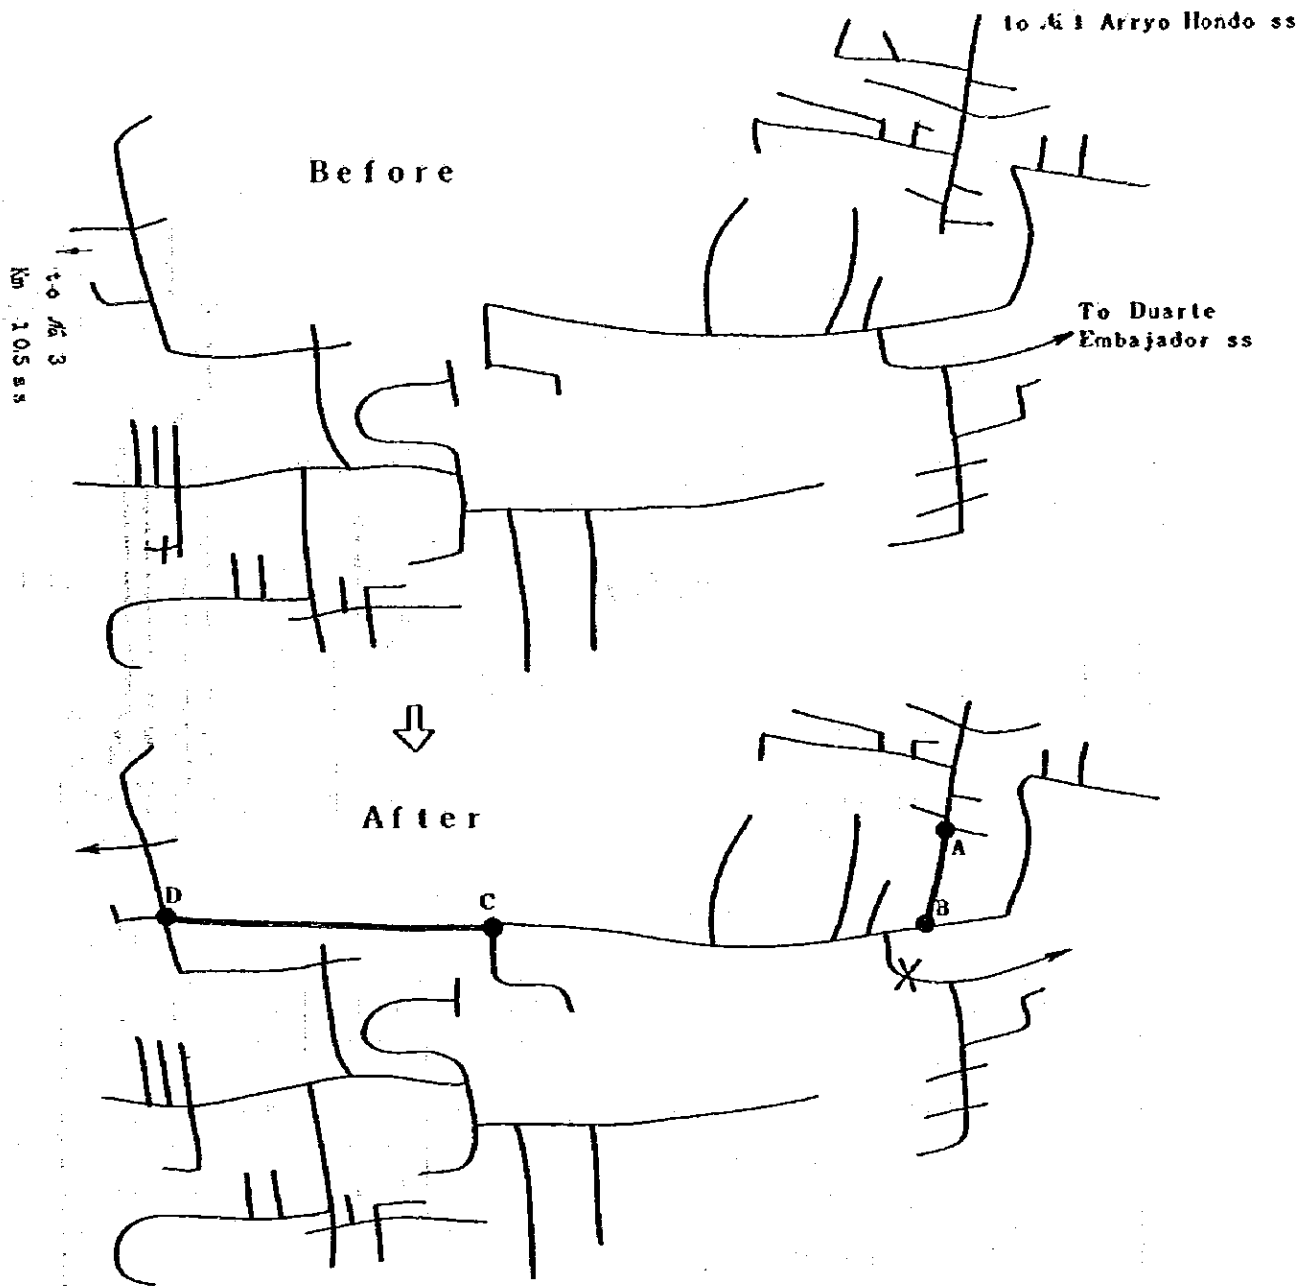 to № 1 Arryo Hondo ss
Before
to № 3
Km 10.5 ss
To Duarte
Embajador ss
After
A
B
C
D
X